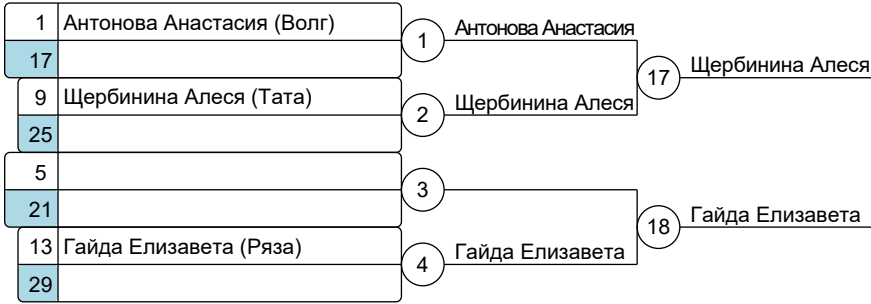 1 Антонова Анастасия (Волг)
17
1
Антонова Анастасия
9 Щербинина Алеся (Тата)
25
2
Щербинина Алеся
17
Щербинина Алеся
5
21
3
13 Гайда Елизавета (Ряза)
29
4
Гайда Елизавета
18
Гайда Елизавета